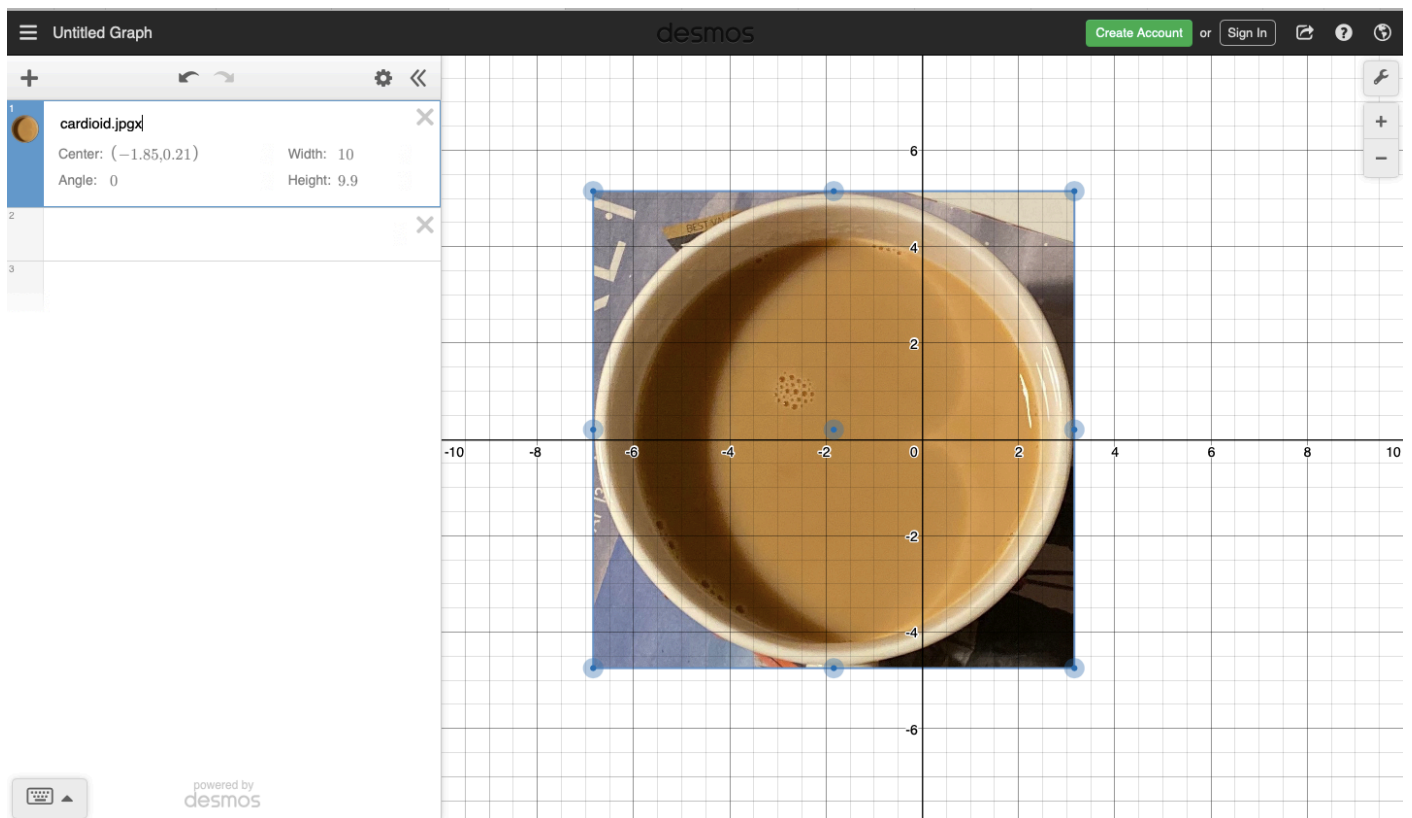 Untitled Graph
desmos
Create Account or Sign In
1
cardioid.jpgx
Center: (−1.85,0.21) Width: 10
Angle: 0 Height: 9.9
2
3
6
4
2
-10 -8 -6 -4 -2 0 2 4 6 8 10
-2
-4
-6
BEST VAL
powered by
desmos